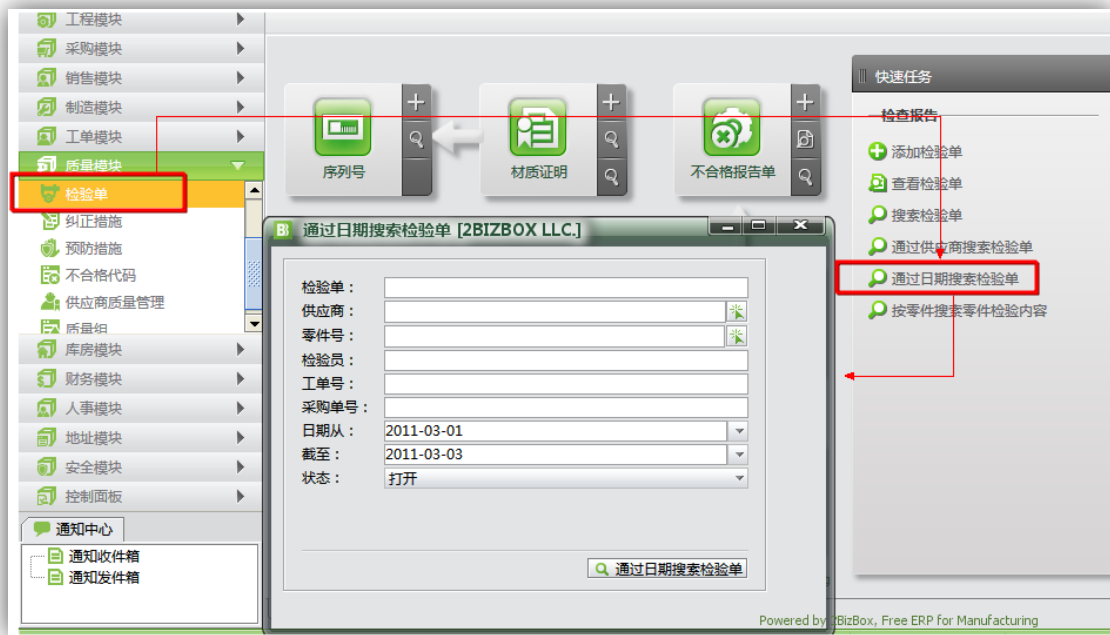 工程模块
采购模块
销售模块
制造模块
工单模块
质量模块
检验单
纠正措施
预防措施
不合格代码
供应商质量管理
质量组
库房模块
财务模块
人事模块
地址模块
安全模块
控制面板
通知中心
通知收件箱
通知发件箱
序列号
材质证明
不合格报告单
通过日期搜索检验单 [2BIZBOX LLC.]
检验单：
供应商：
零件号：
检验员：
工单号：
采购单号：
日期从： 2011-03-01
截至： 2011-03-03
状态： 打开
通过日期搜索检验单
快速任务
检查报告
添加检验单
查看检验单
搜索检验单
通过供应商搜索检验单
通过日期搜索检验单
按零件搜索零件检验内容
Powered by 2BizBox, Free ERP for Manufacturing